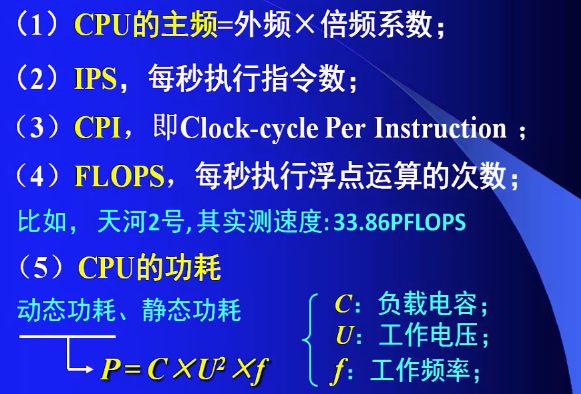 （1）CPU的主频=外频×倍频系数；
（2）IPS，每秒执行指令数；
（3）CPI，即Clock-cycle Per Instruction ；
（4）FLOPS，每秒执行浮点运算的次数；
比如，天河2号,其实测速度:33.86PFLOPS
（5）CPU的功耗
动态功耗、静态功耗
P = C×U²×f
C：负载电容；
U：工作电压；
f：工作频率；